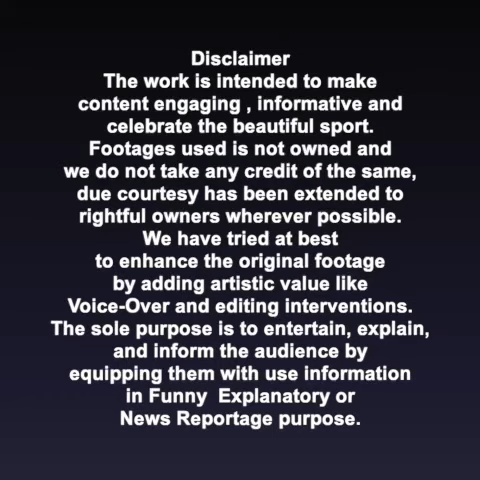 Disclaimer
The work is intended to make
content engaging , informative and
celebrate the beautiful sport.
Footages used is not owned and
we do not take any credit of the same,
due courtesy has been extended to
rightful owners wherever possible.
We have tried at best
to enhance the original footage
by adding artistic value like
Voice-Over and editing interventions.
The sole purpose is to entertain, explain,
and inform the audience by
equipping them with use information
in Funny  Explanatory or
News Reportage purpose.